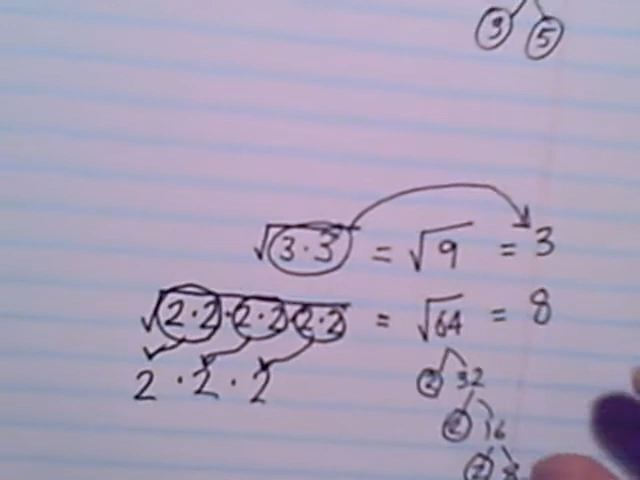 3 5
√3·3 = √9 = 3
√2·2·2·2·2·2 = √64 = 8
2·2·2
2 32
2 16
2 8